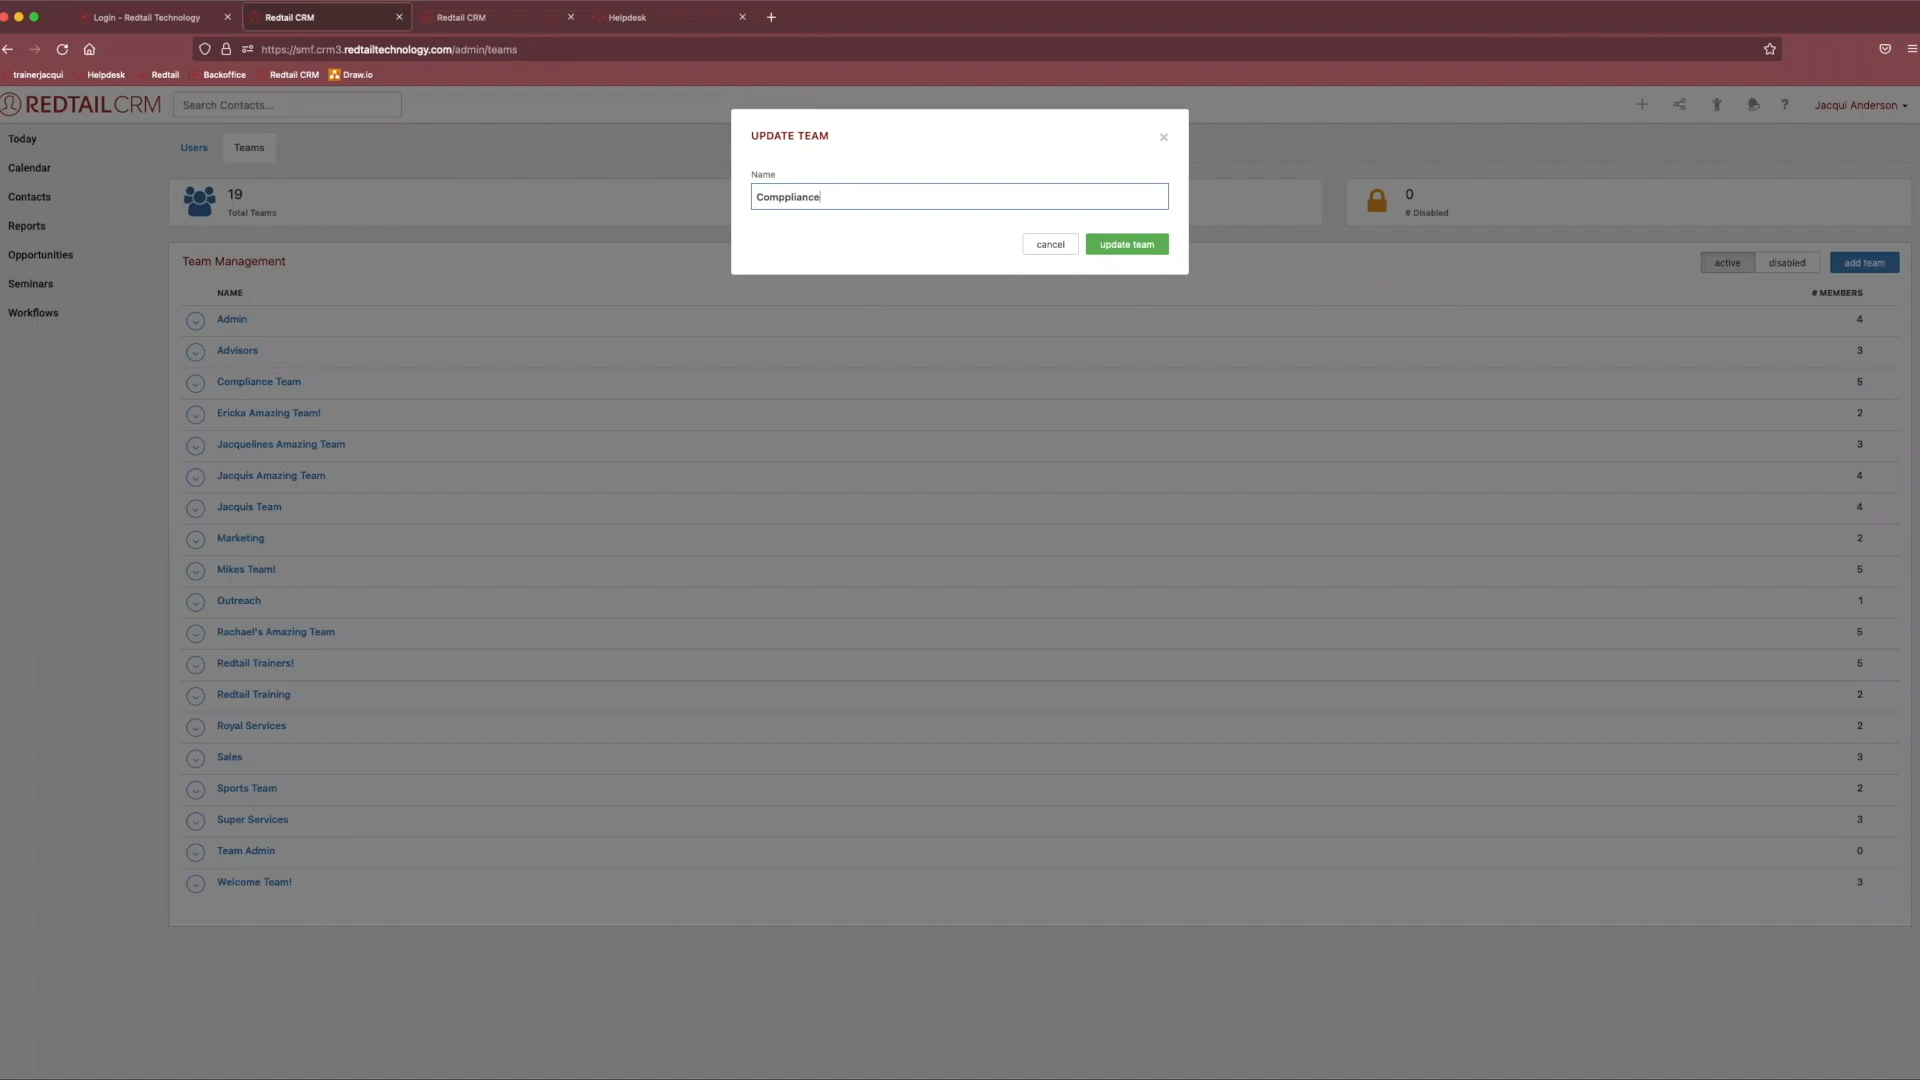 Login - Redtail Technology
Redtail CRM
Redtail CRM
Helpdesk
https://smf.crm3.redtailtechnology.com/admin/teams
trainerjacqui Helpdesk Redtail Backoffice Redtail CRM Draw.io
REDTAILCRM
Search Contacts...
Jacqui Anderson
Today
Calendar
Contacts
Reports
Opportunities
Seminars
Workflows
Users Teams
19
Total Teams
0
# Disabled
UPDATE TEAM
Name
Comppliance
cancel update team
Team Management
active disabled add team
NAME # MEMBERS
Admin 4
Advisors 3
Compliance Team 5
Ericka Amazing Team! 2
Jacquelines Amazing Team 3
Jacquis Amazing Team 4
Jacquis Team 4
Marketing 2
Mikes Team! 5
Outreach 1
Rachael's Amazing Team 5
Redtail Trainers! 5
Redtail Training 2
Royal Services 2
Sales 3
Sports Team 2
Super Services 3
Team Admin 0
Welcome Team! 3